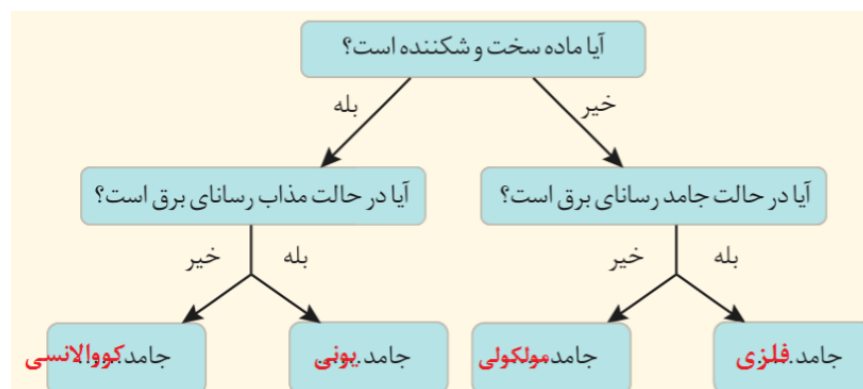 آیا ماده سخت و شکننده است؟
خیر
بله
آیا در حالت جامد رسانای برق است؟
آیا در حالت مذاب رسانای برق است؟
بله
خیر
بله
خیر
جامد......فلزی
جامد......مولکولی
جامد......یونی
جامد......کووالانسی